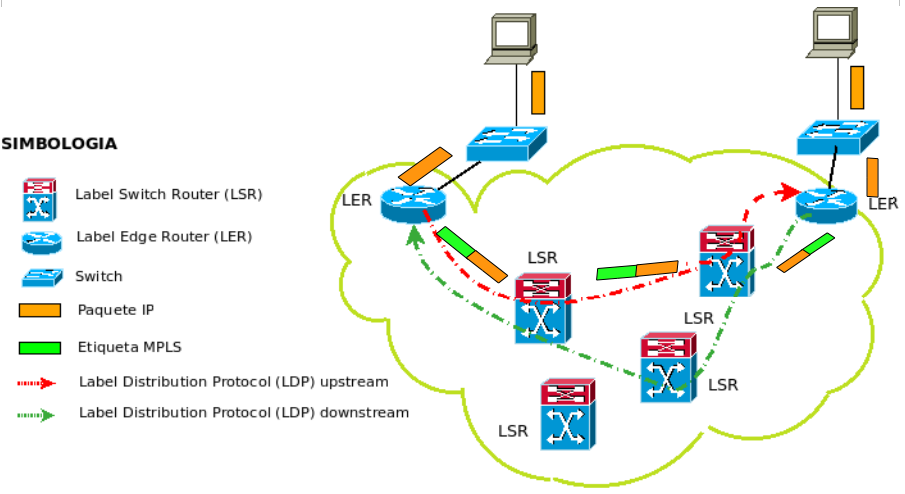 SIMBOLOGIA
Label Switch Router (LSR)
Label Edge Router (LER)
Switch
Paquete IP
Etiqueta MPLS
Label Distribution Protocol (LDP) upstream
Label Distribution Protocol (LDP) downstream
LER
LER
LSR
LSR
LSR
LSR